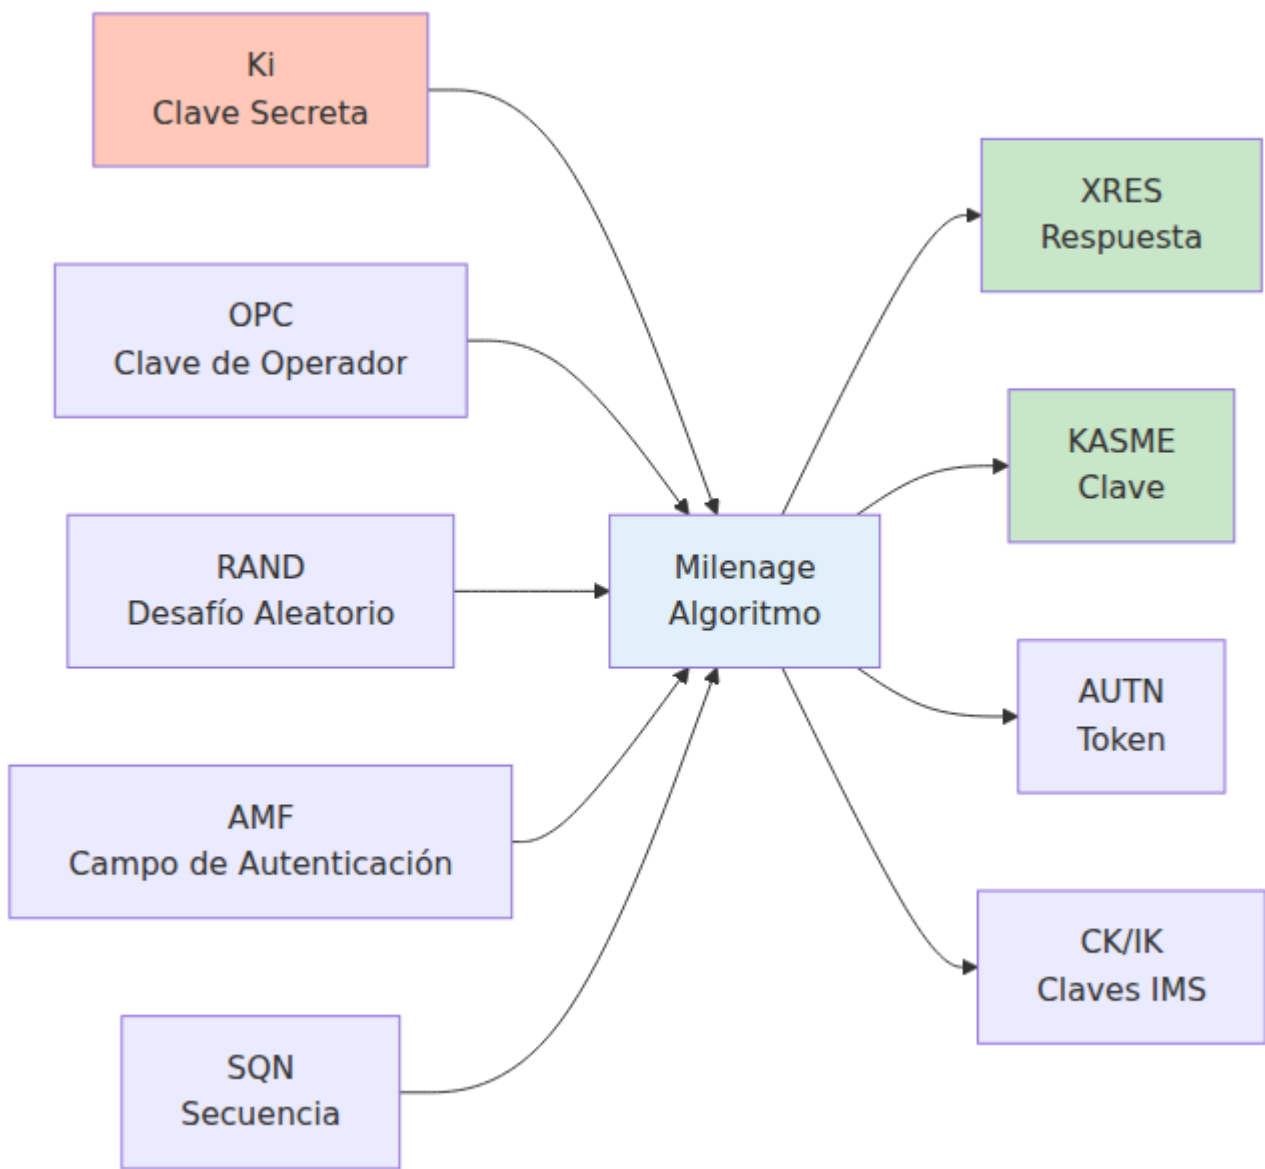 Ki
Clave Secreta
OPC
Clave de Operador
RAND
Desafío Aleatorio
AMF
Campo de Autenticación
SQN
Secuencia
Milenage
Algoritmo
XRES
Respuesta
KASME
Clave
AUTN
Token
CK/IK
Claves IMS